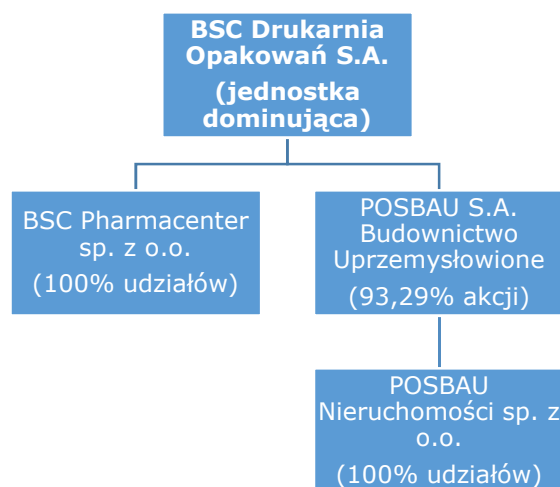 BSC Drukarnia
Opakowań S.A.
(jednostka
dominująca)
BSC Pharmacenter
sp. z o.o.
(100% udziałów)
POSBAU S.A.
Budownictwo
Uprzemysłowione
(93,29% akcji)
POSBAU
Nieruchomości sp. z
o.o.
(100% udziałów)